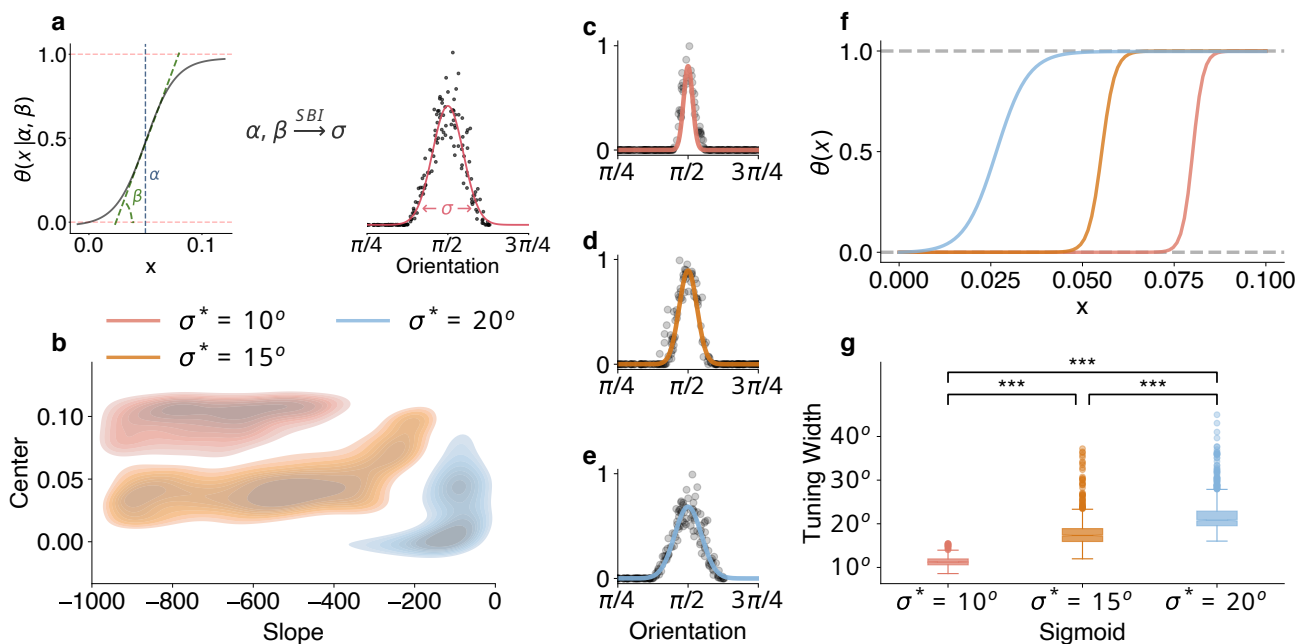 a
θ(x |α, β)
1.0
0.5
0.0
α
β
0.0
0.1
x
α, β SBI → σ
← σ →
π/4
π/2
3π/4
Orientation
σ* = 10°
σ* = 15°
σ* = 20°
b
Center
0.10
0.05
0.00
−1000
−800
−600
−400
−200
0
Slope
c
1
0
π/4
π/2
3π/4
d
1
0
π/4
π/2
3π/4
e
1
0
π/4
π/2
3π/4
Orientation
f
θ(x)
1.0
0.5
0.0
0.000
0.025
0.050
0.075
0.100
x
g
Tuning Width
40°
30°
20°
10°
***
***
***
σ* = 10°
σ* = 15°
σ* = 20°
Sigmoid